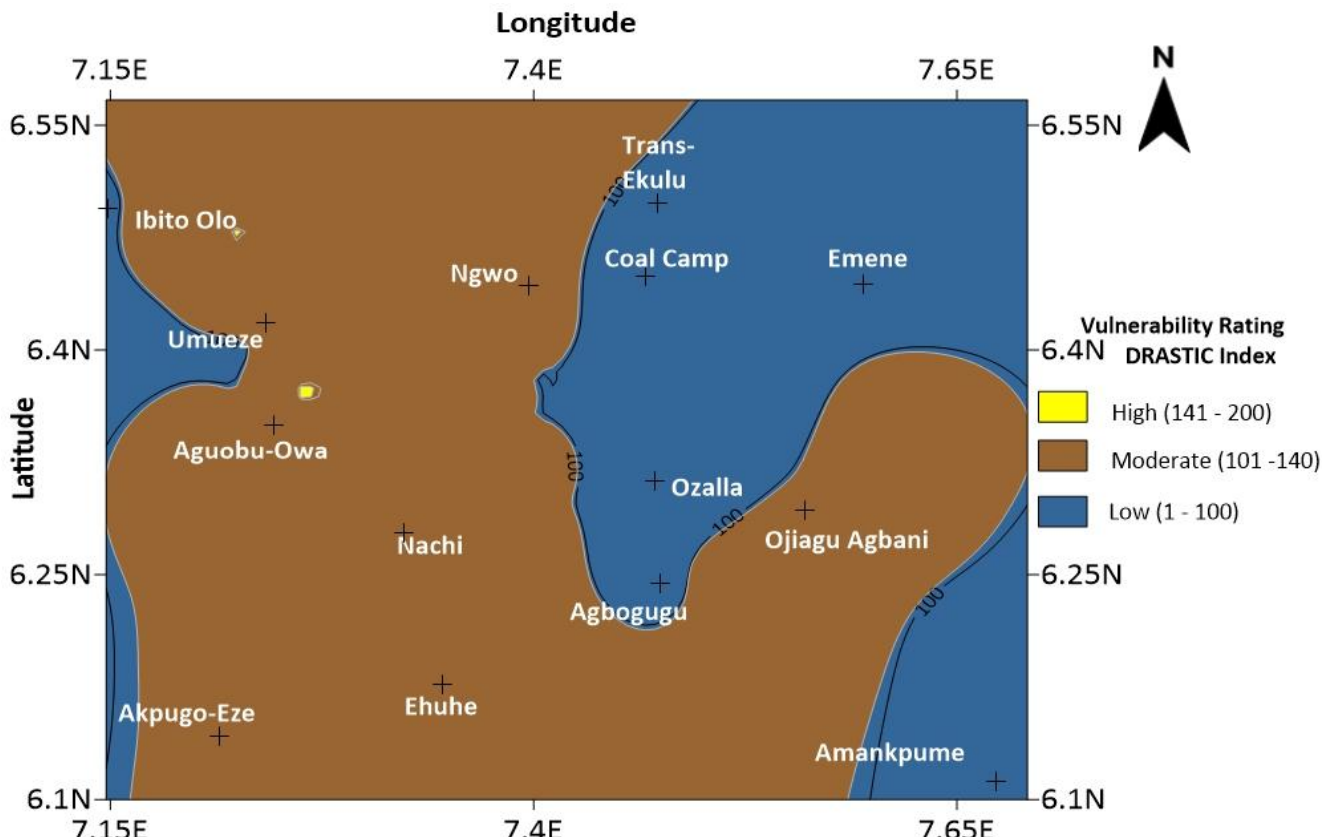 Longitude
7.15E 7.4E 7.65E
N
6.55N 6.55N
Trans-
Ekulu
100
Ibito Olo
Coal Camp Emene
Ngwo
Vulnerability Rating
DRASTIC Index
Umueze
6.4N 6.4N
High (141 - 200)
Latitude
Aguobu-Owa
Moderate (101 -140)
100
Ozalla
Low (1 - 100)
100
Ojiagu Agbani
Nachi
6.25N 6.25N
100
Agbogugu
Ehuhe
Akpugo-Eze
Amankpume
6.1N 6.1N
7.15E 7.4E 7.65E